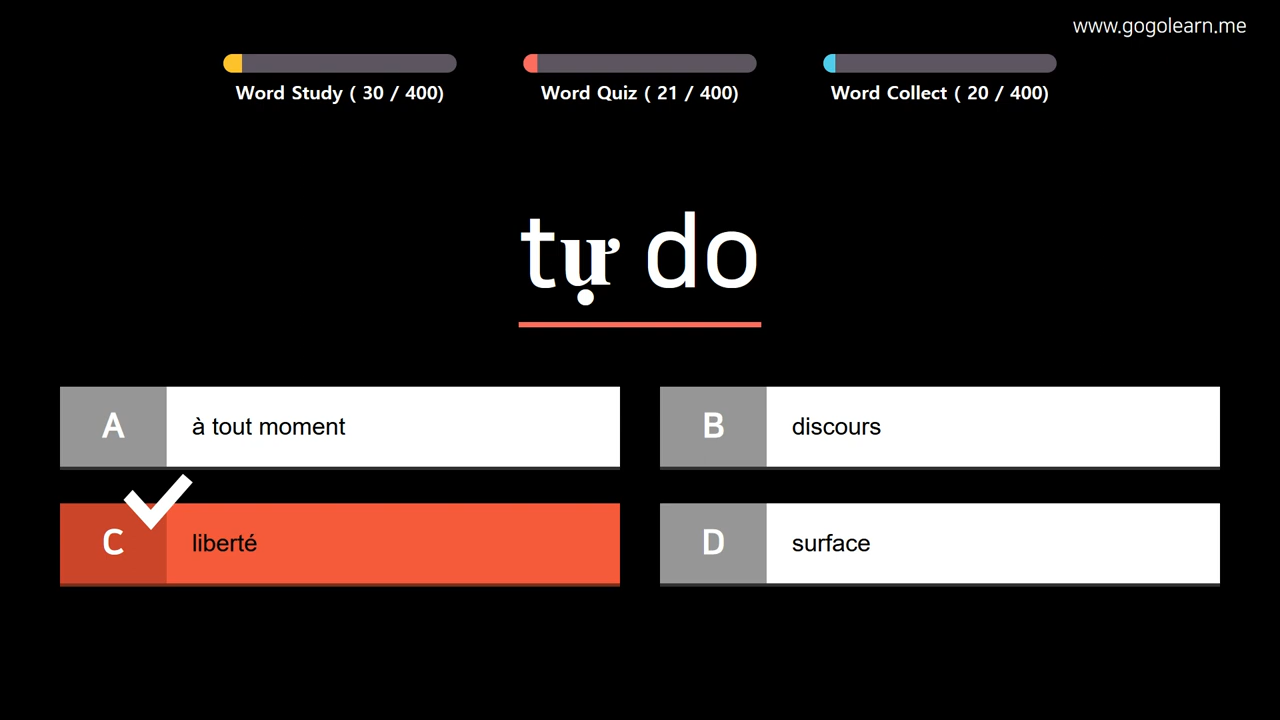 www.gogolearn.me
Word Study ( 30 / 400)
Word Quiz ( 21 / 400)
Word Collect ( 20 / 400)
tự do
A à tout moment
B discours
C liberté
D surface